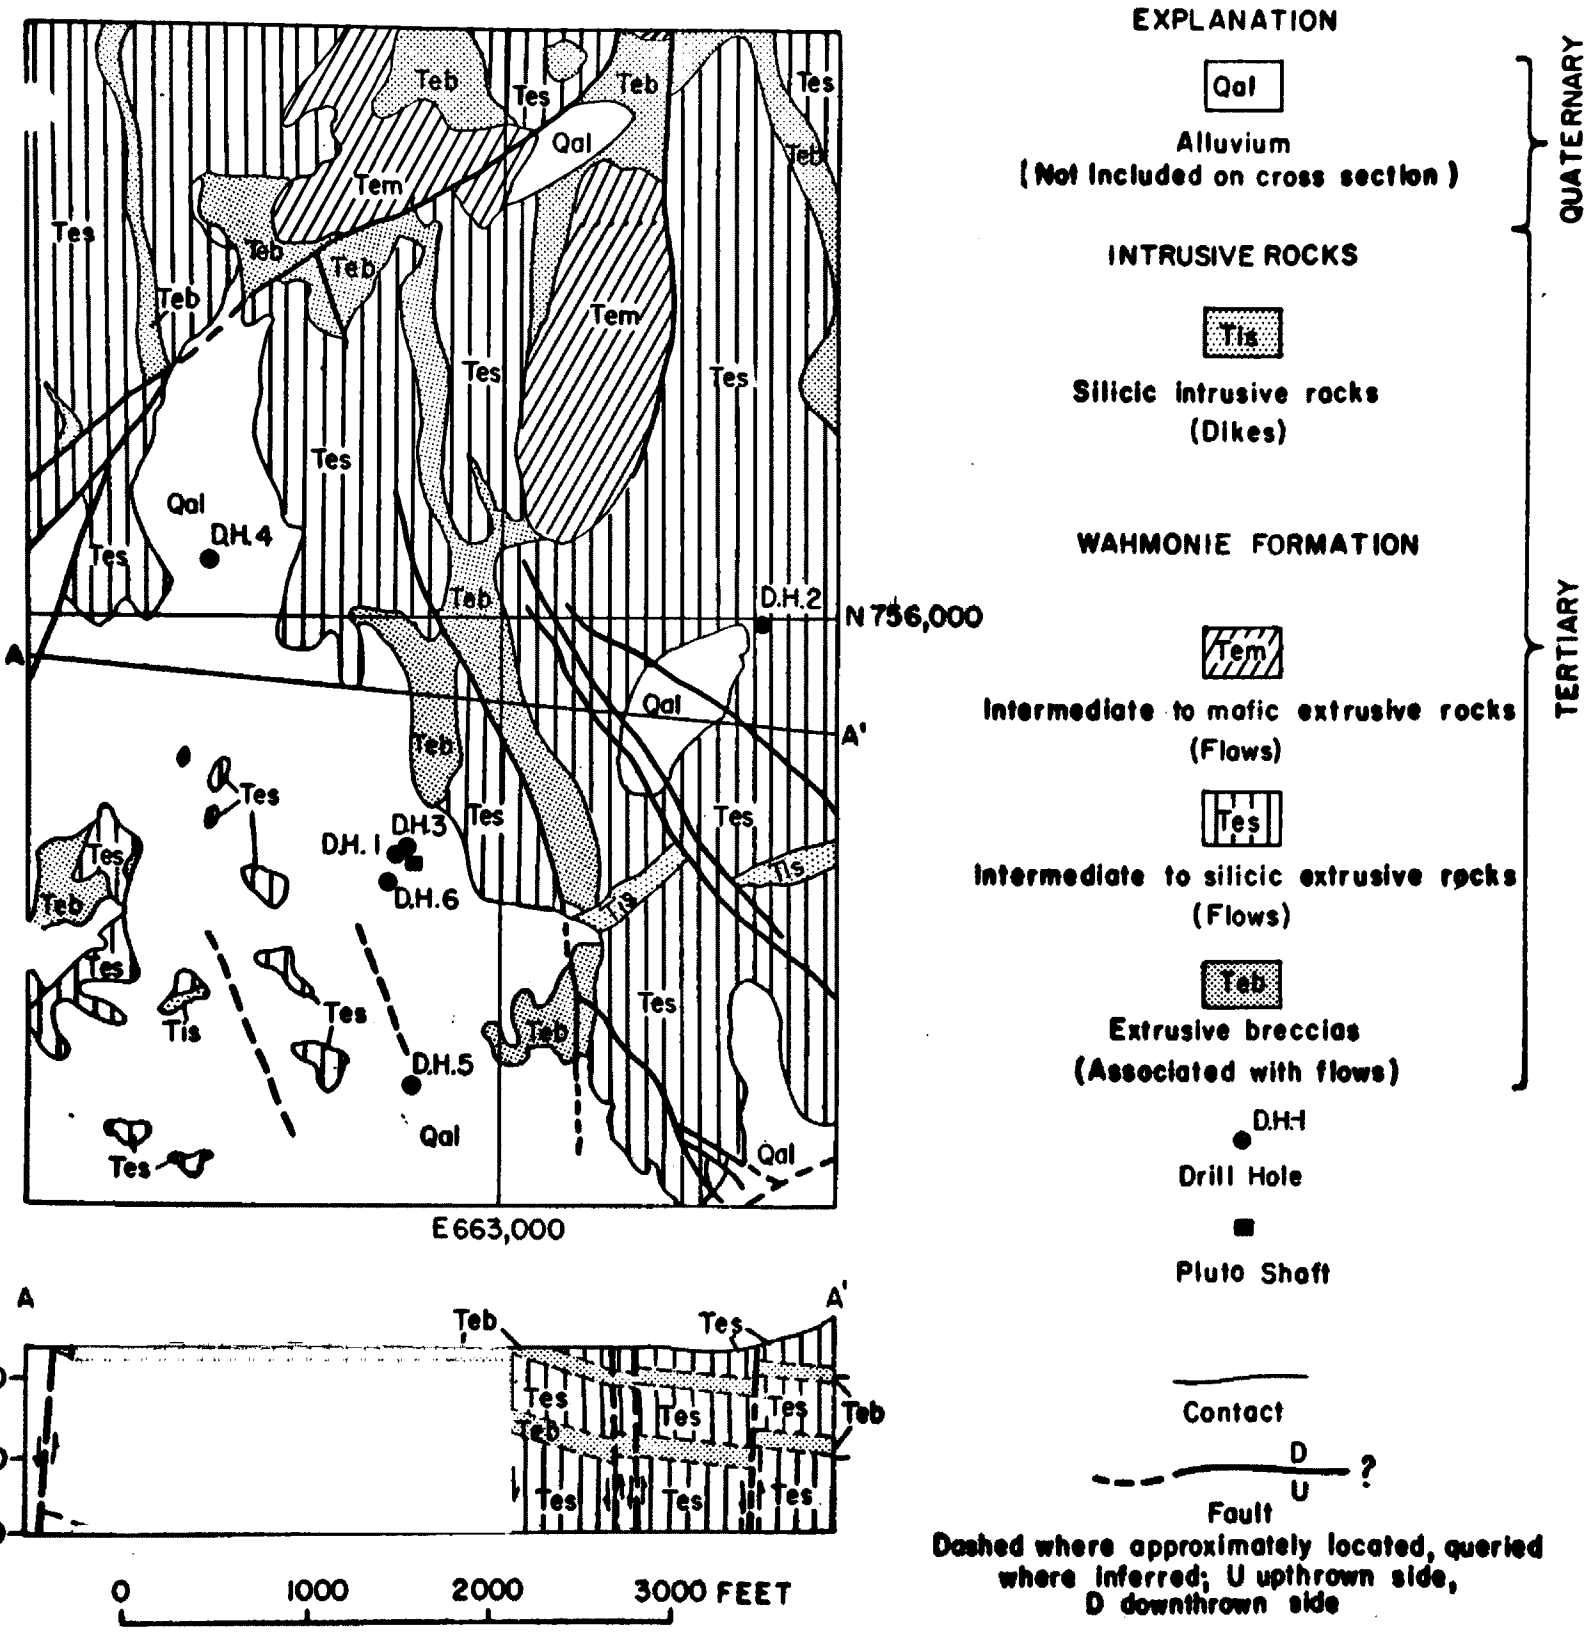 Teb
Tes
Teb
Tes
Qal
Teb
Tem
Tes
Teb
Teb
Teb
Tem
Tes
Tes
Tes
Qal
D.H.4
Tes
Teb
D.H.2
N 756,000
A
Qal
A'
Teb
Tes
Tes
Tes
D.H.3
D.H. 1
D.H.6
Tes
Teb
Tis
Tis
Tes
Tis
Tes
Tes
Teb
D.H.5
Qal
Tes
Qal
E 663,000
A
A'
Teb
Tes
Tes
Teb
Tes
Tes
Teb
Tes
Tes
Tes
0
1000
2000
3000 FEET
EXPLANATION
Qal
Alluvium
(Not Included on cross section)
QUATERNARY
INTRUSIVE ROCKS
Tis
Silicic intrusive rocks
(Dikes)
WAHMONIE FORMATION
Tem
Intermediate to mafic extrusive rocks
(Flows)
Tes
Intermediate to silicic extrusive rocks
(Flows)
Teb
Extrusive breccias
(Associated with flows)
TERTIARY
D.H-1
Drill Hole
Pluto Shaft
Contact
D
U
?
Fault
Dashed where approximately located, queried
where inferred; U upthrown side,
D downthrown side